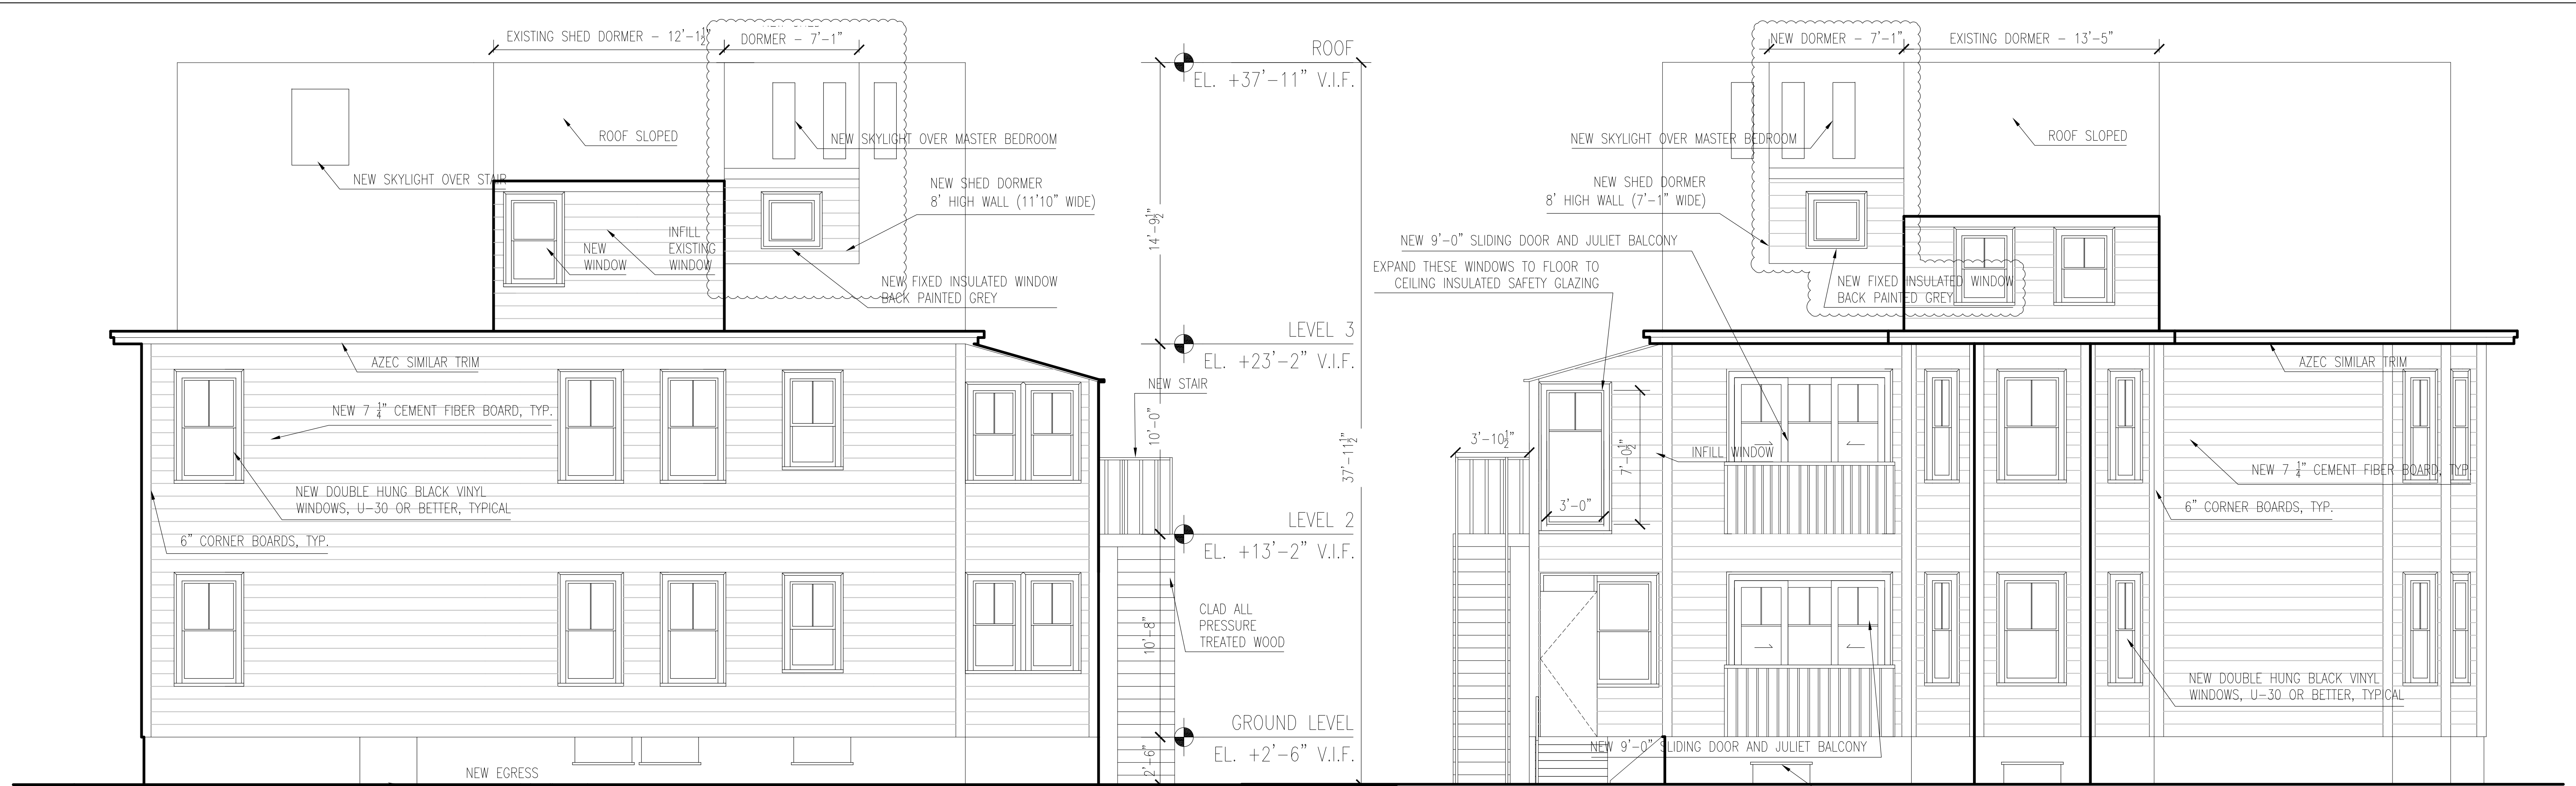 EXISTING SHED DORMER - 12'-1½"
DORMER - 7'-1"
ROOF SLOPED
NEW SKYLIGHT OVER MASTER BEDROOM
NEW SKYLIGHT OVER STAIR
NEW SHED DORMER
8' HIGH WALL (11'10" WIDE)
NEW
WINDOW
INFILL
EXISTING
WINDOW
NEW FIXED INSULATED WINDOW
BACK PAINTED GREY
AZEC SIMILAR TRIM
NEW 7 ¼" CEMENT FIBER BOARD, TYP.
NEW DOUBLE HUNG BLACK VINYL
WINDOWS, U-30 OR BETTER, TYPICAL
6" CORNER BOARDS, TYP.
NEW EGRESS
NEW STAIR
CLAD ALL
PRESSURE
TREATED WOOD
ROOF
EL. +37'-11" V.I.F.
14'-9½"
LEVEL 3
EL. +23'-2" V.I.F.
10'-0"
37'-11½"
LEVEL 2
EL. +13'-2" V.I.F.
10'-8"
GROUND LEVEL
EL. +2'-6" V.I.F.
2'-6"
NEW DORMER - 7'-1"
EXISTING DORMER - 13'-5"
NEW SKYLIGHT OVER MASTER BEDROOM
ROOF SLOPED
NEW SHED DORMER
8' HIGH WALL (7'-1" WIDE)
NEW 9'-0" SLIDING DOOR AND JULIET BALCONY
EXPAND THESE WINDOWS TO FLOOR TO
CEILING INSULATED SAFETY GLAZING
NEW FIXED INSULATED WINDOW
BACK PAINTED GREY
AZEC SIMILAR TRIM
3'-10½"
INFILL WINDOW
7'-0½"
3'-0"
NEW 7 ¼" CEMENT FIBER BOARD, TYP.
6" CORNER BOARDS, TYP.
NEW DOUBLE HUNG BLACK VINYL
WINDOWS, U-30 OR BETTER, TYPICAL
NEW 9'-0" SLIDING DOOR AND JULIET BALCONY